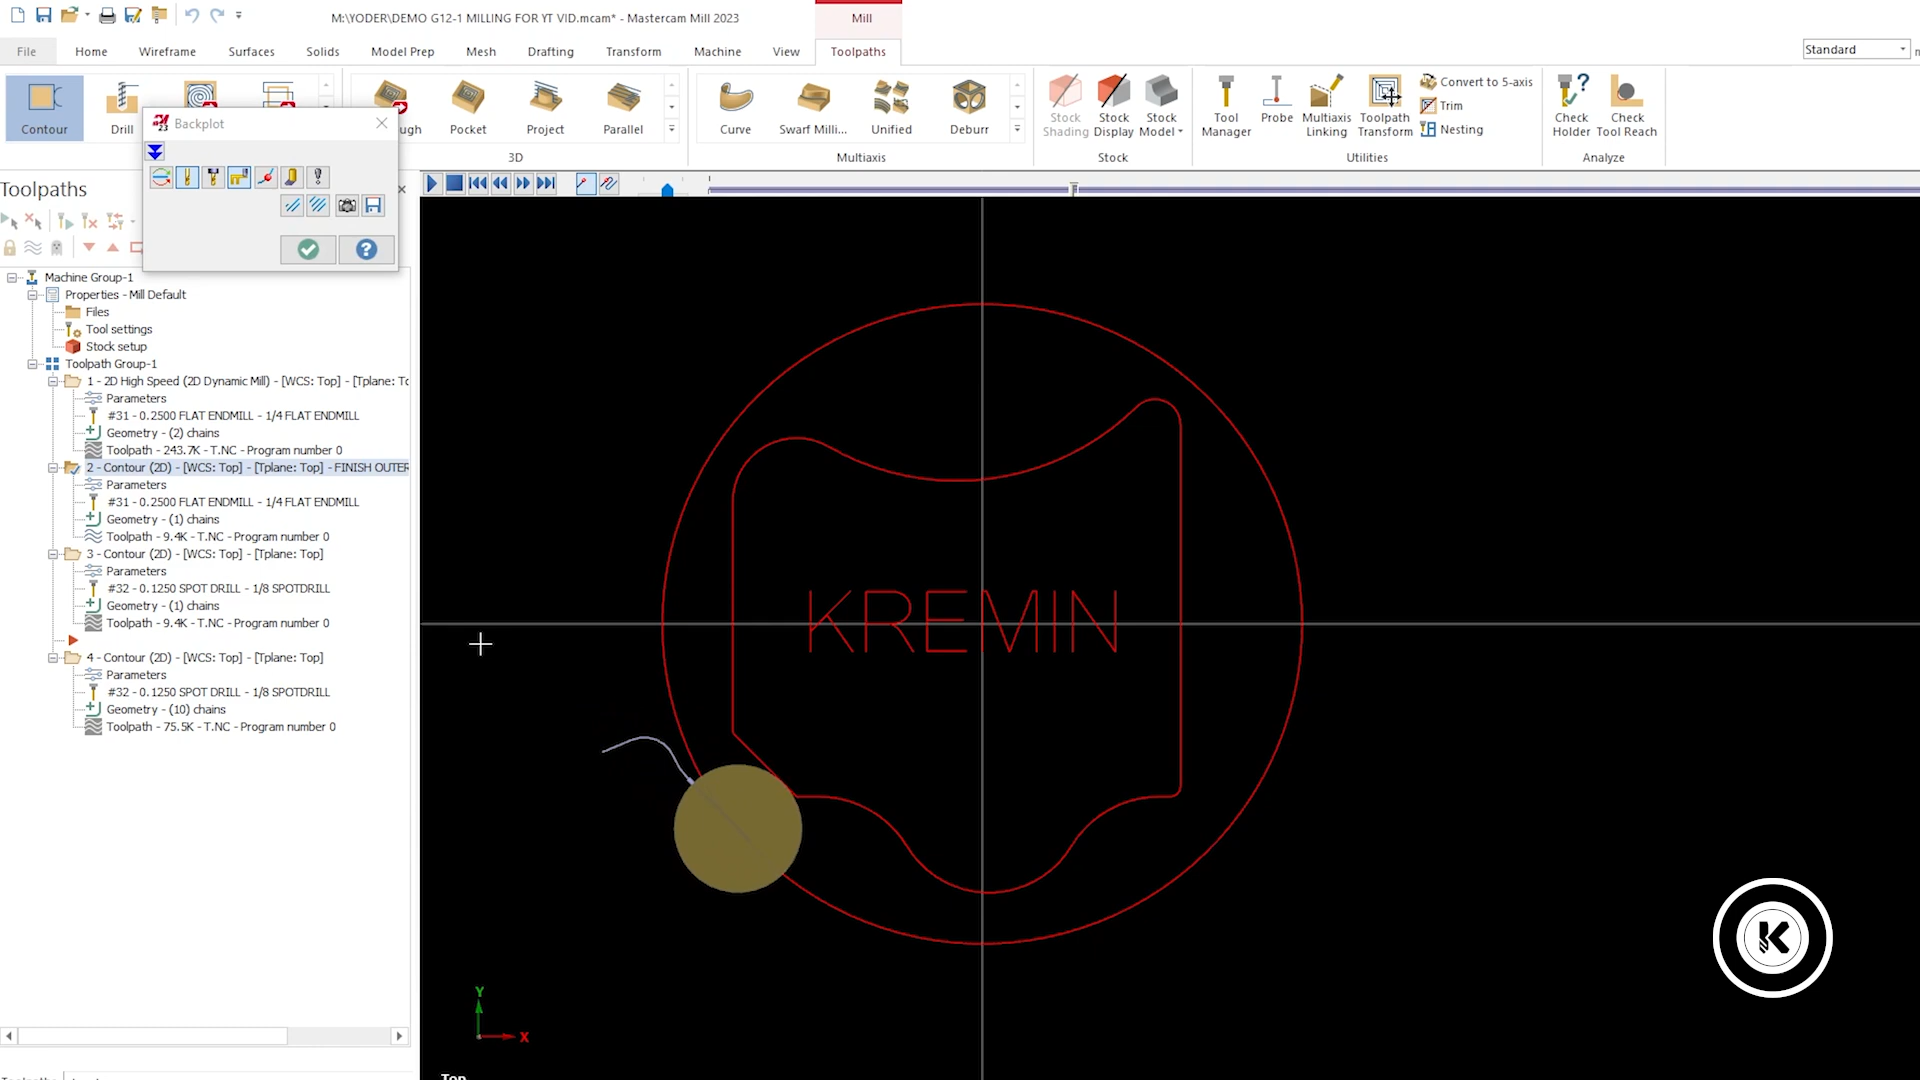 M:\YODER\DEMO G12-1 MILLING FOR YT VID.mcam* - Mastercam Mill 2023
Mill
File
Home
Wireframe
Surfaces
Solids
Model Prep
Mesh
Drafting
Transform
Machine
View
Toolpaths
Standard
Contour
Drill
Pocket
Project
Parallel
Curve
Swarf Milli...
Unified
Deburr
Stock Shading
Stock Display
Stock Model
Tool Manager
Probe
Multiaxis Linking
Toolpath Transform
Convert to 5-axis
Trim
Nesting
Check Holder
Check Tool Reach
3D
Multiaxis
Stock
Utilities
Analyze
Backplot
Toolpaths
Machine Group-1
Properties - Mill Default
Files
Tool settings
Stock setup
Toolpath Group-1
1 - 2D High Speed (2D Dynamic Mill) - [WCS: Top] - [Tplane: To
Parameters
#31 - 0.2500 FLAT ENDMILL - 1/4 FLAT ENDMILL
Geometry - (2) chains
Toolpath - 243.7K - T.NC - Program number 0
2 - Contour (2D) - [WCS: Top] - [Tplane: Top] - FINISH OUTER
Parameters
#31 - 0.2500 FLAT ENDMILL - 1/4 FLAT ENDMILL
Geometry - (1) chains
Toolpath - 9.4K - T.NC - Program number 0
3 - Contour (2D) - [WCS: Top] - [Tplane: Top]
Parameters
#32 - 0.1250 SPOT DRILL - 1/8 SPOTDRILL
Geometry - (1) chains
Toolpath - 9.4K - T.NC - Program number 0
4 - Contour (2D) - [WCS: Top] - [Tplane: Top]
Parameters
#32 - 0.1250 SPOT DRILL - 1/8 SPOTDRILL
Geometry - (10) chains
Toolpath - 75.5K - T.NC - Program number 0
KREMIN
Y
X
K
Top